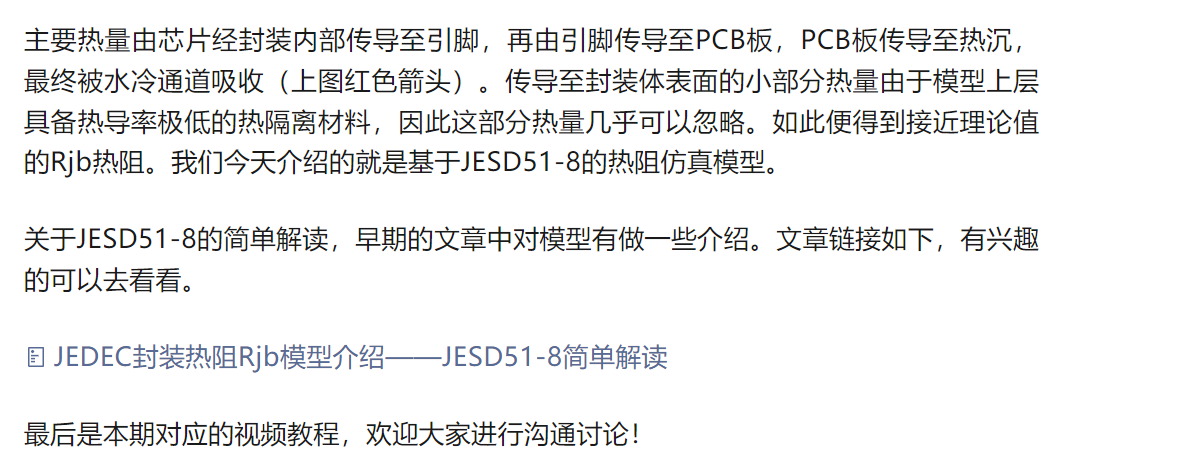 主要热量由芯片经封装内部传导至引脚，再由引脚传导至PCB板，PCB板传导至热沉，
最终被水冷通道吸收（上图红色箭头）。传导至封装体表面的小部分热量由于模型上层
具备热导率极低的热隔离材料，因此这部分热量几乎可以忽略。如此便得到接近理论值
的Rjb热阻。我们今天介绍的就是基于JESD51-8的热阻仿真模型。
关于JESD51-8的简单解读，早期的文章中对模型有做一些介绍。文章链接如下，有兴趣
的可以去看看。
JEDEC封装热阻Rjb模型介绍——JESD51-8简单解读
最后是本期对应的视频教程，欢迎大家进行沟通讨论！